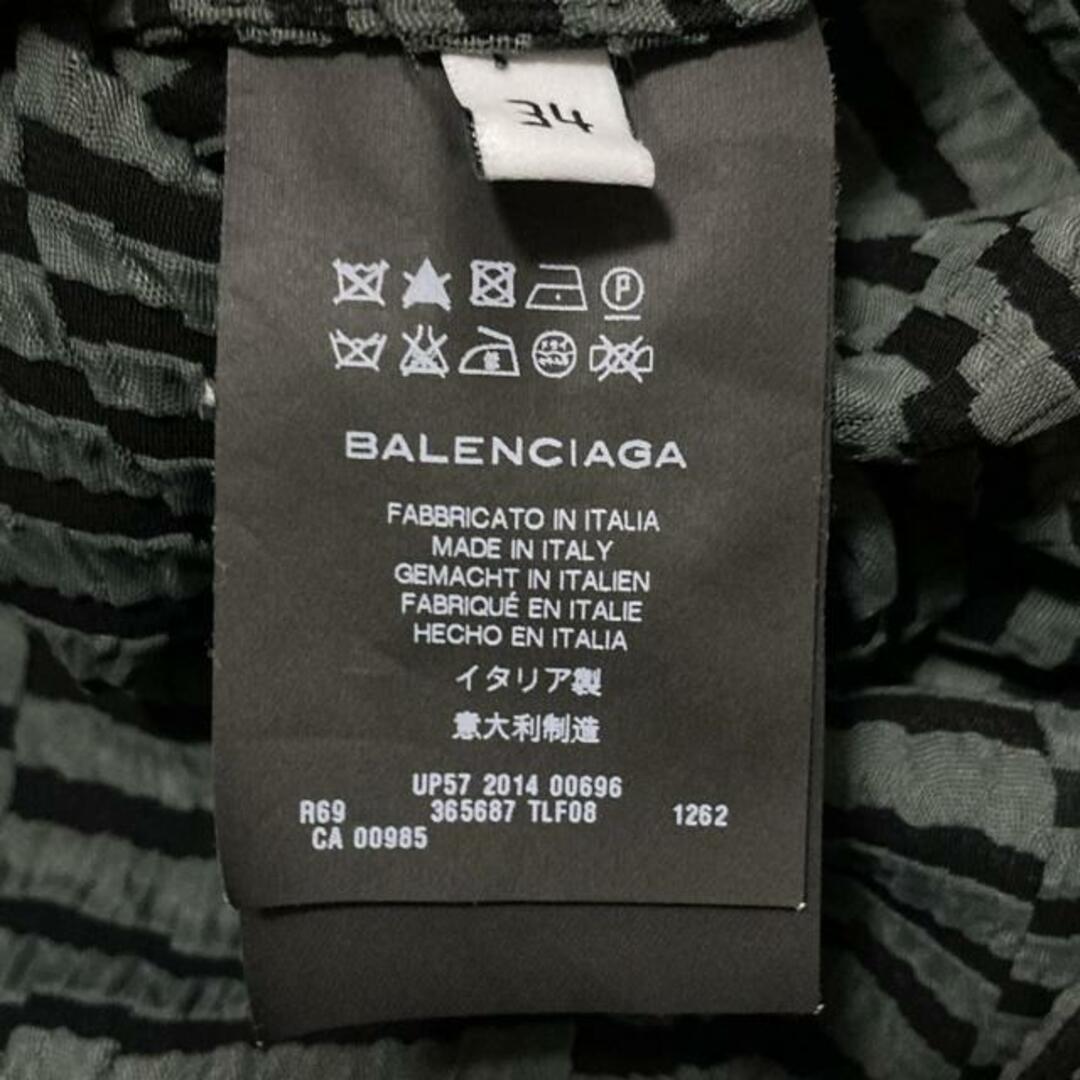 34
P
BALENCIAGA
FABBRICATO IN ITALIA
MADE IN ITALY
GEMACHT IN ITALIEN
FABRIQUÉ EN ITALIE
HECHO EN ITALIA
イタリア製
意大利制造
UP57 2014 00696
R69 365687 TLF08 1262
CA 00985